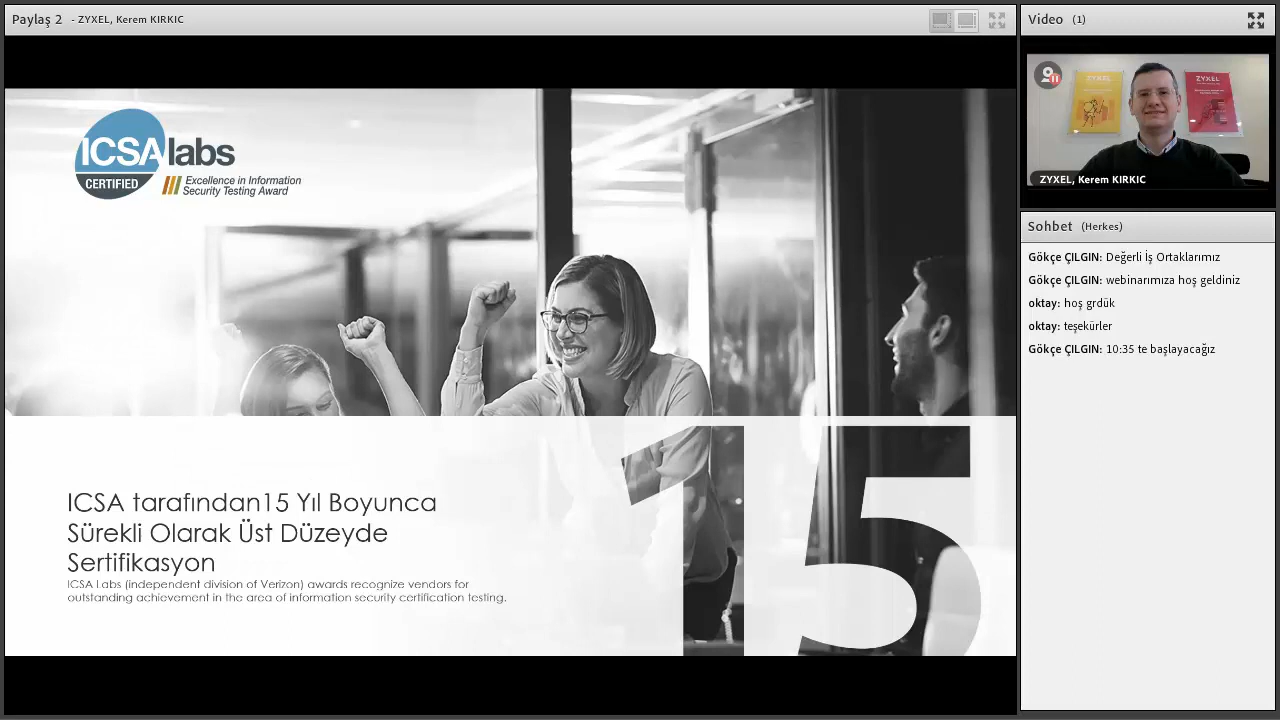 Paylaş 2 - ZYXEL, Kerem KIRKIC
ICSA labs
CERTIFIED
Excellence in Information
Security Testing Award
ICSA tarafından15 Yıl Boyunca
Sürekli Olarak Üst Düzeyde
Sertifikasyon
ICSA Labs (independent division of Verizon) awards recognize vendors for
outstanding achievement in the area of information security certification testing.
15
Video (1)
ZYXEL
ZYXEL
ZYXEL, Kerem KIRKIC
Sohbet (Herkes)
Gökçe ÇILGIN: Değerli İş Ortaklarımız
Gökçe ÇILGIN: webinarımıza hoş geldiniz
oktay: hoş grdük
oktay: teşekürler
Gökçe ÇILGIN: 10:35 te başlayacağız